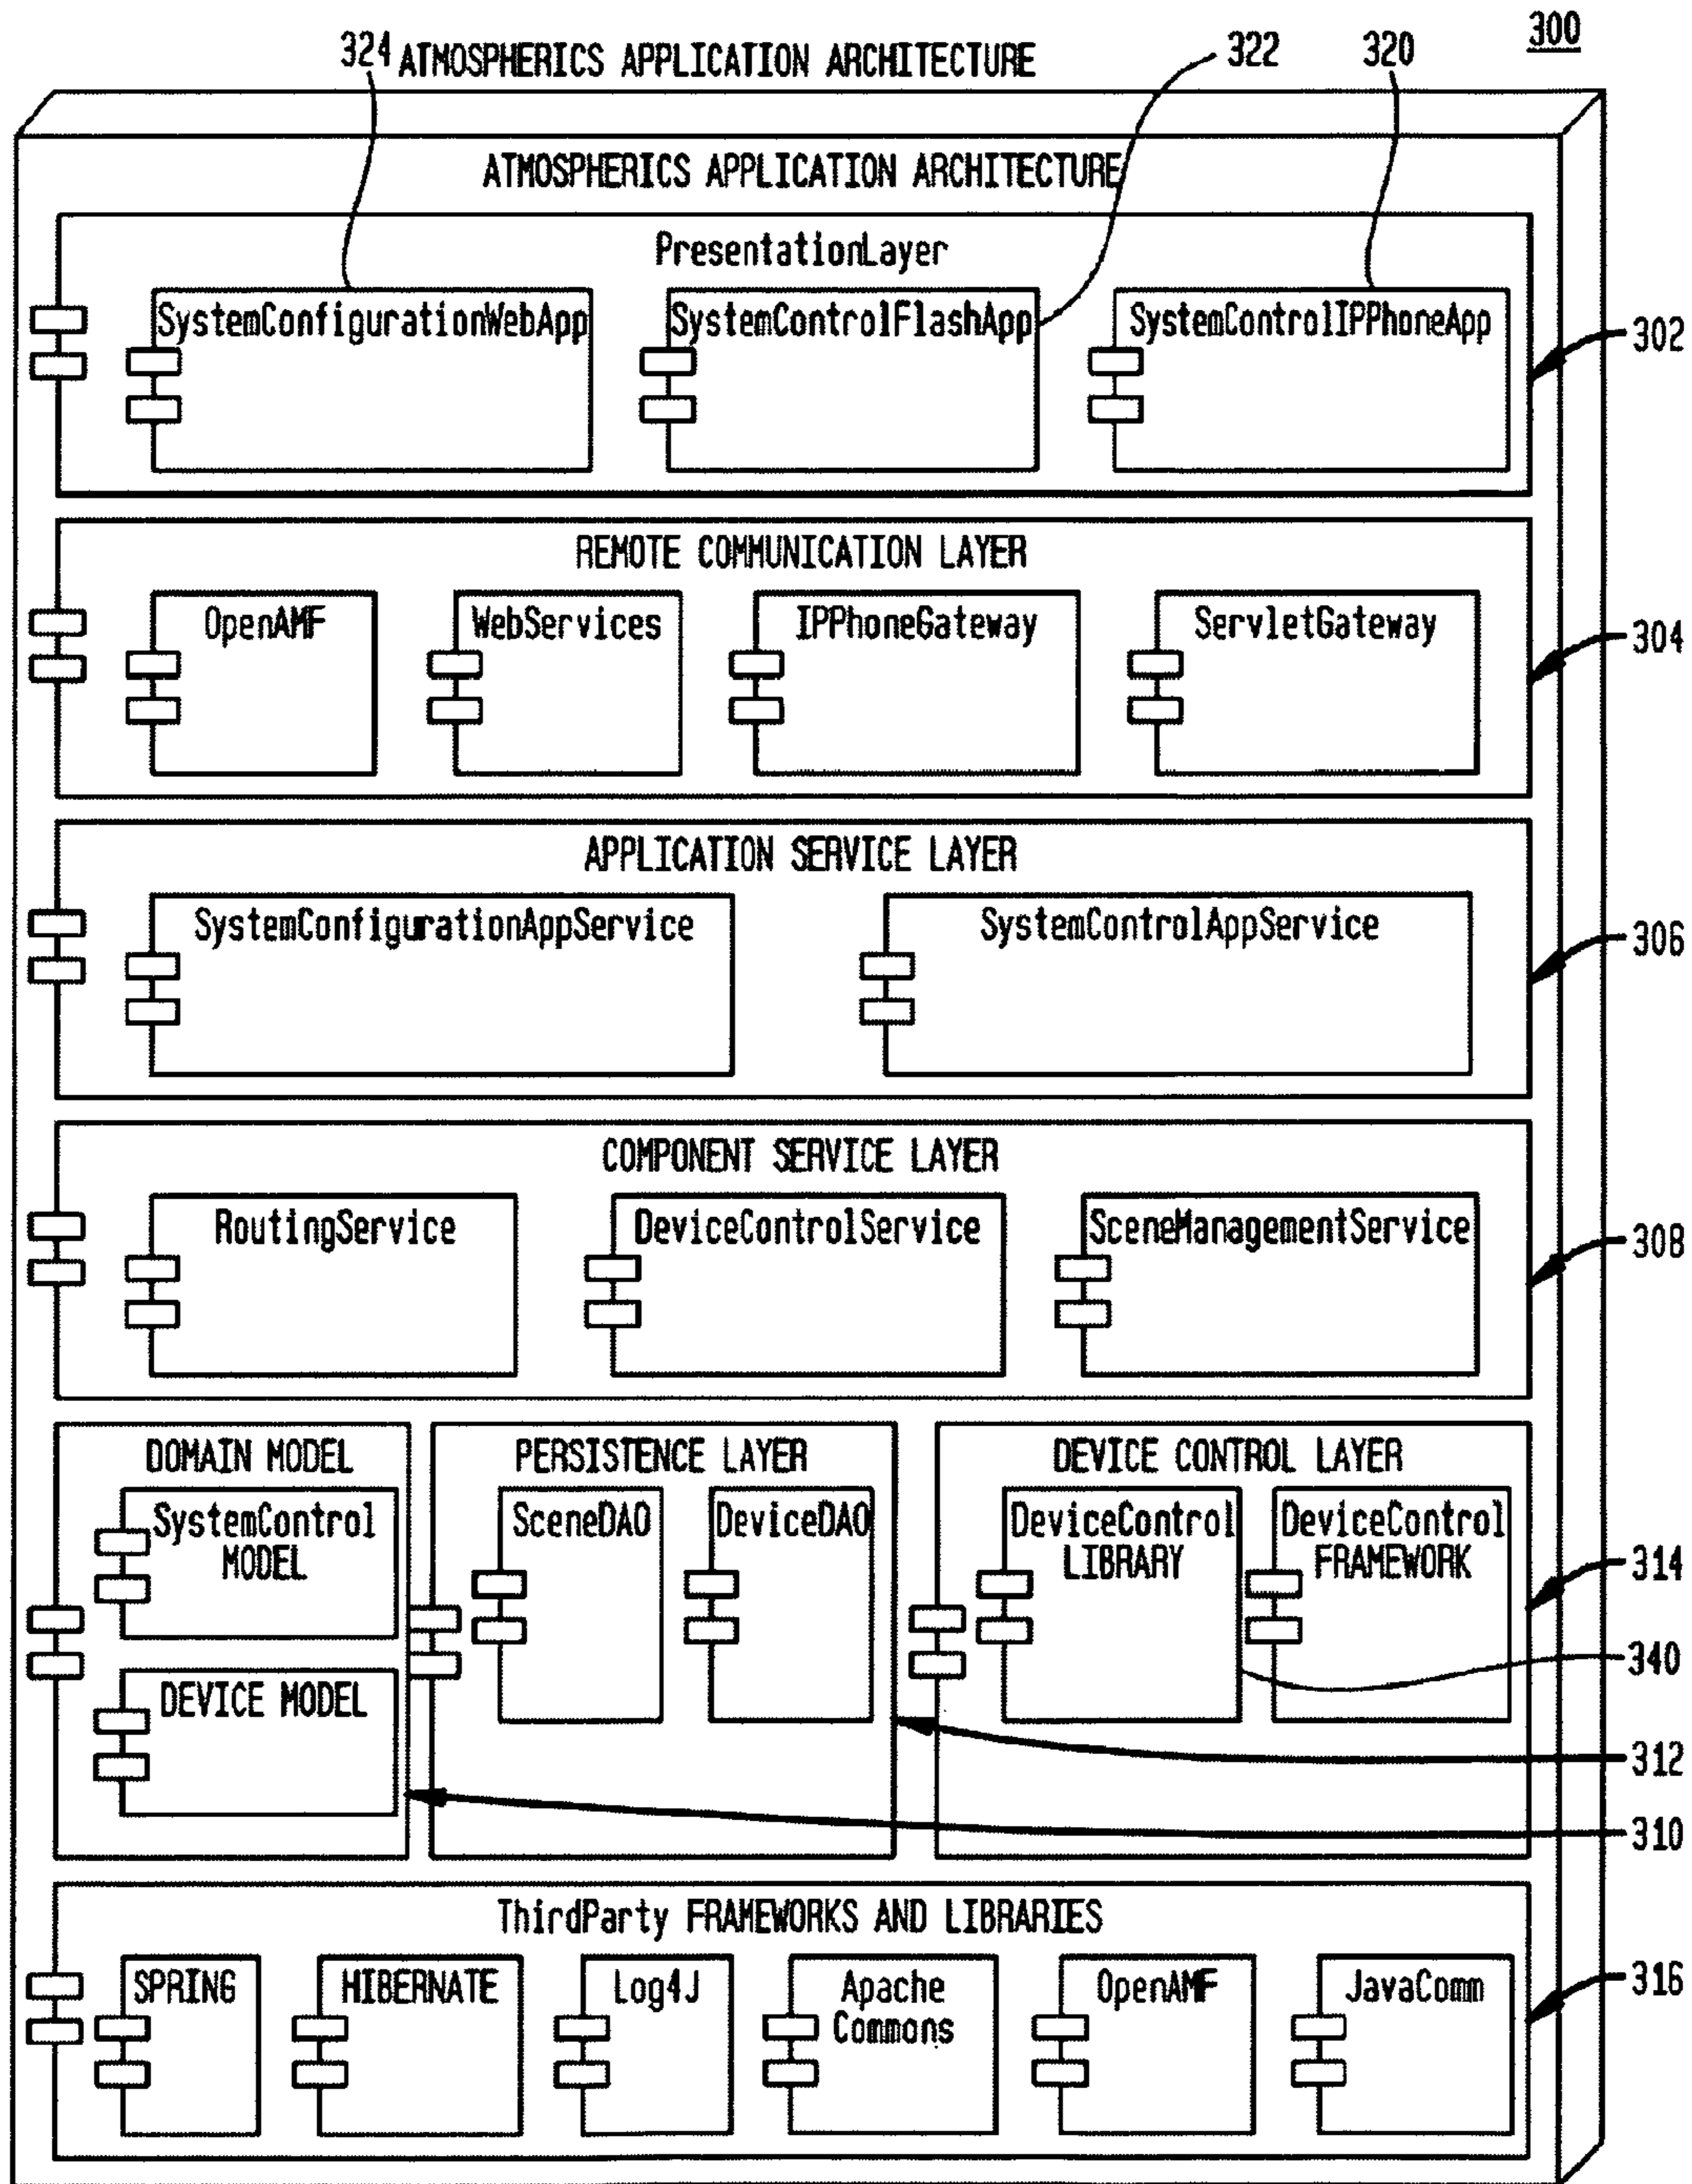 300
324 ATMOSPHERICS APPLICATION ARCHITECTURE 322 320
ATMOSPHERICS APPLICATION ARCHITECTURE
PresentationLayer
SystemConfigurationWebApp SystemControlFlashApp SystemControlIPPhoneApp
302
REMOTE COMMUNICATION LAYER
OpenAMF WebServices IPPhoneGateway ServletGateway
304
APPLICATION SERVICE LAYER
SystemConfigurationAppService SystemControlAppService
306
COMPONENT SERVICE LAYER
RoutingService DeviceControlService SceneManagementService
308
DOMAIN MODEL
SystemControl
MODEL
DEVICE MODEL
PERSISTENCE LAYER
SceneDAO DeviceDAO
DEVICE CONTROL LAYER
DeviceControl
LIBRARY
DeviceControl
FRAMEWORK
314
340
312
310
ThirdParty FRAMEWORKS AND LIBRARIES
SPRING HIBERNATE Log4J Apache
Commons
OpenAMF JavaComm
316